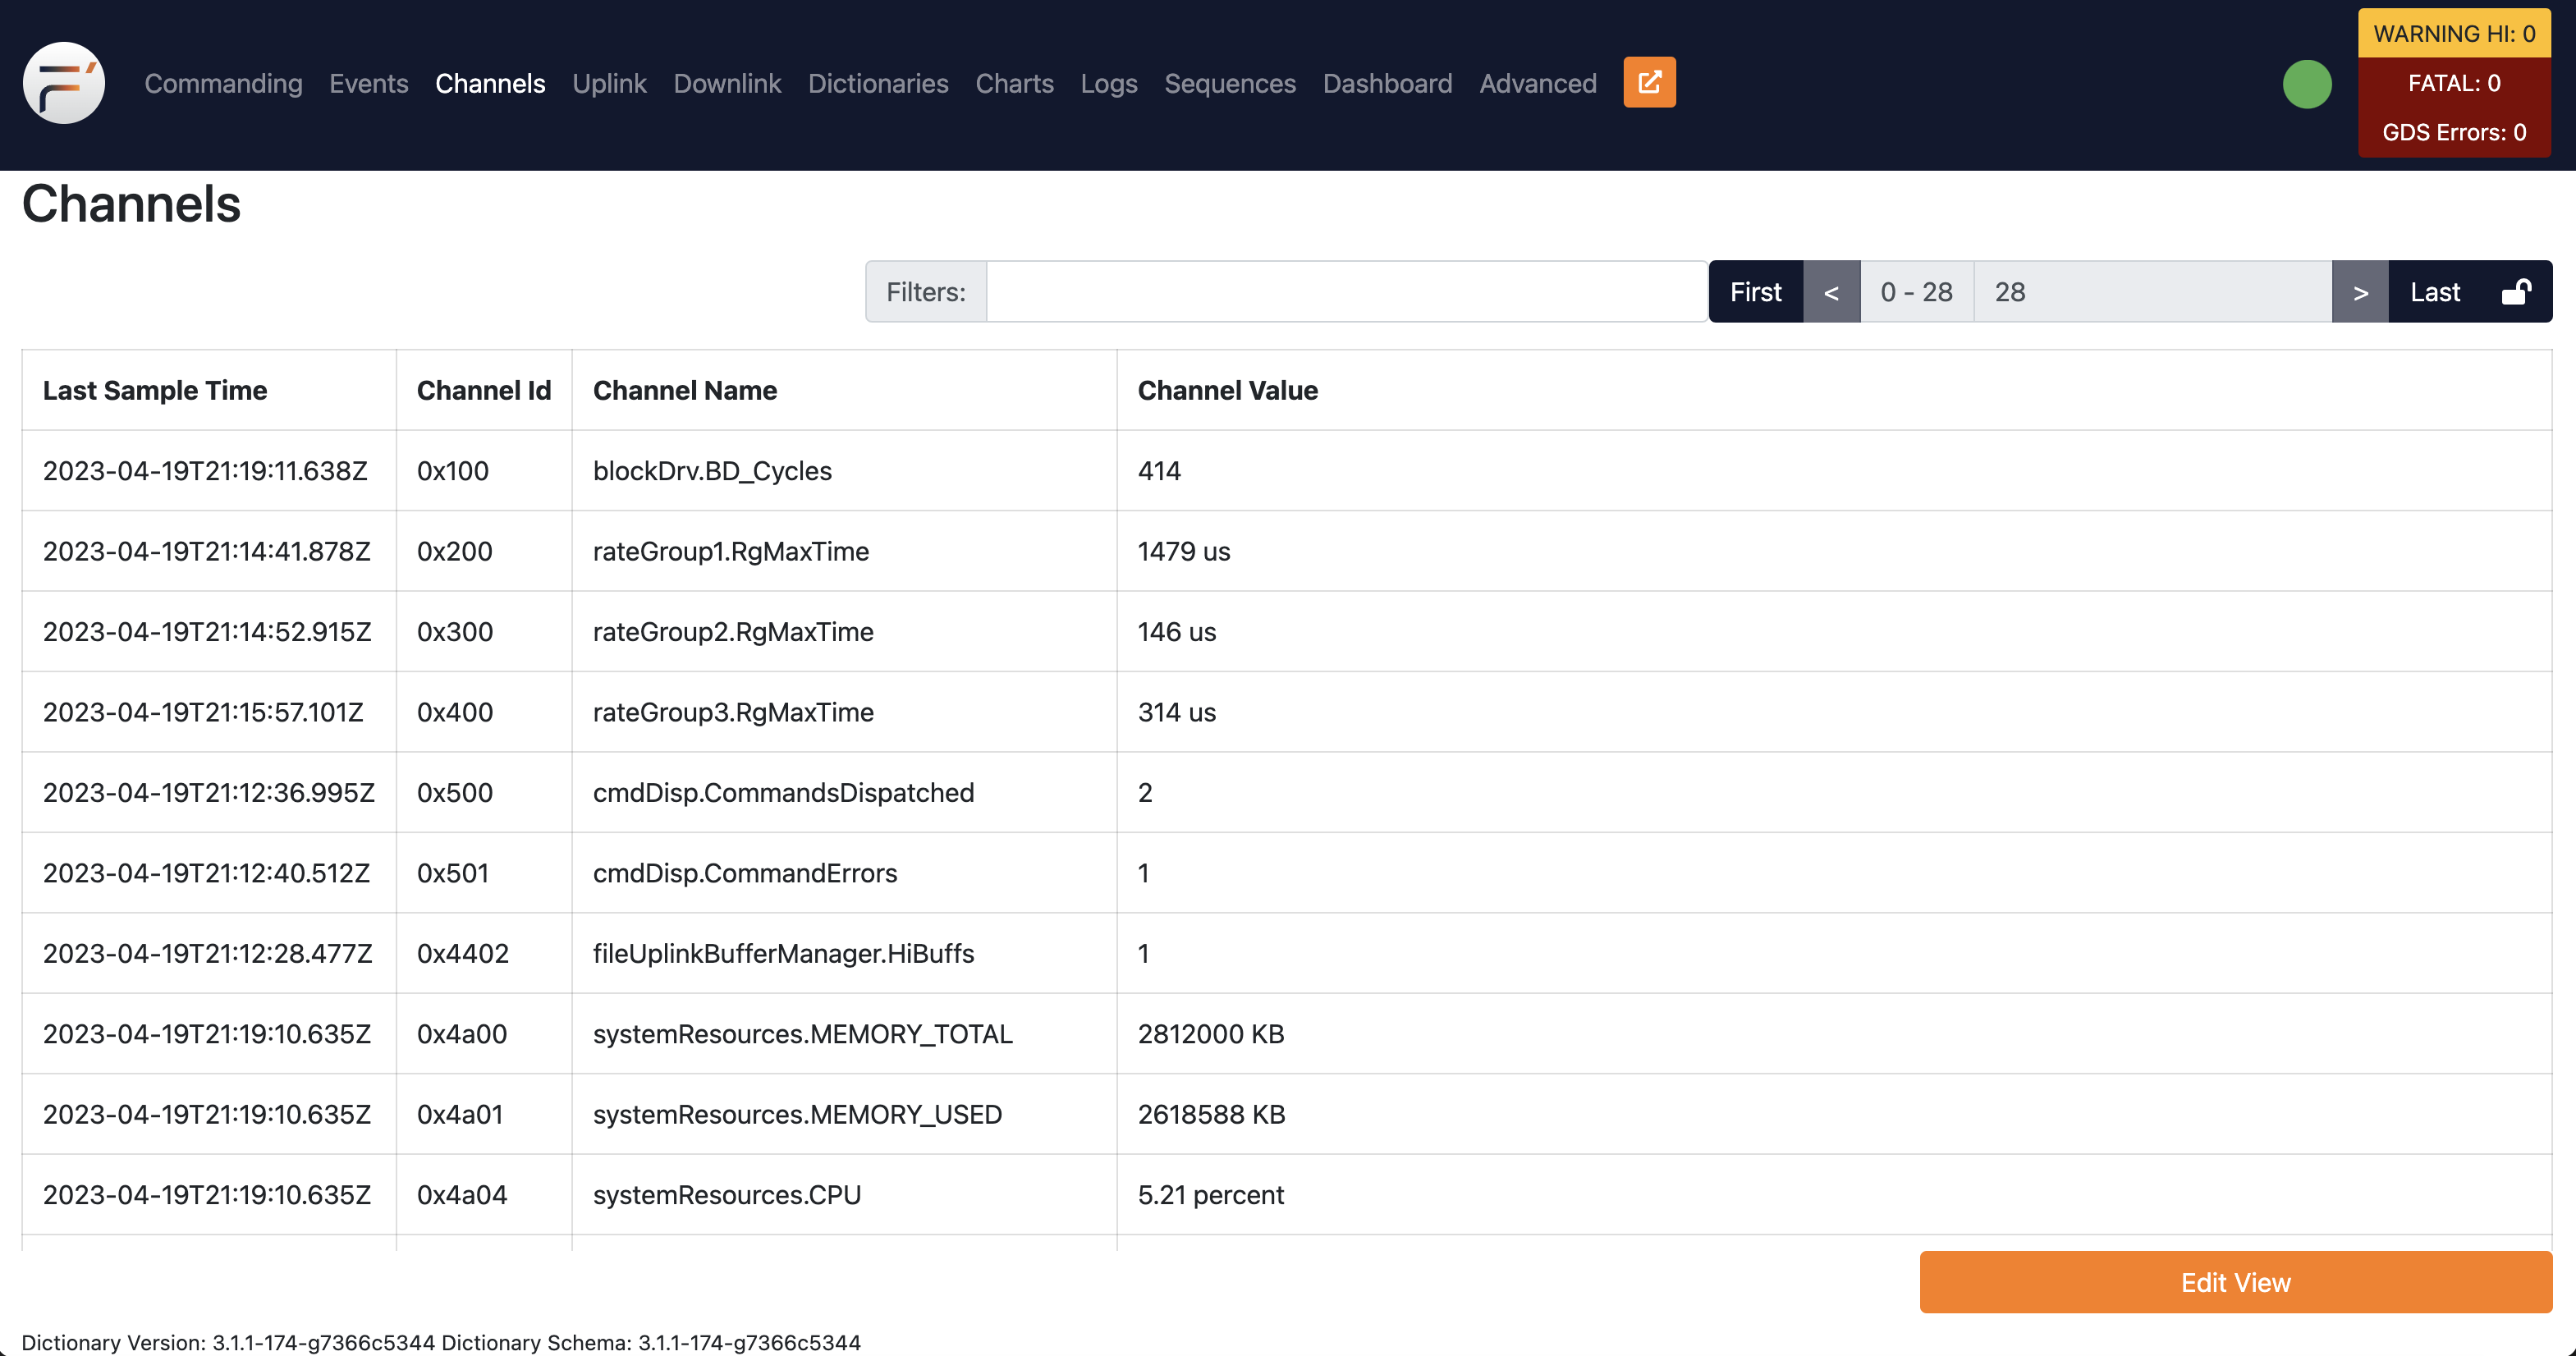 Commanding Events Channels Uplink Downlink Dictionaries Charts Logs Sequences Dashboard Advanced
WARNING HI: 0
FATAL: 0
GDS Errors: 0
Channels
Filters: First < 0 - 28 28 > Last
Last Sample Time Channel Id Channel Name Channel Value
2023-04-19T21:19:11.638Z 0x100 blockDrv.BD_Cycles 414
2023-04-19T21:14:41.878Z 0x200 rateGroup1.RgMaxTime 1479 us
2023-04-19T21:14:52.915Z 0x300 rateGroup2.RgMaxTime 146 us
2023-04-19T21:15:57.101Z 0x400 rateGroup3.RgMaxTime 314 us
2023-04-19T21:12:36.995Z 0x500 cmdDisp.CommandsDispatched 2
2023-04-19T21:12:40.512Z 0x501 cmdDisp.CommandErrors 1
2023-04-19T21:12:28.477Z 0x4402 fileUplinkBufferManager.HiBuffs 1
2023-04-19T21:19:10.635Z 0x4a00 systemResources.MEMORY_TOTAL 2812000 KB
2023-04-19T21:19:10.635Z 0x4a01 systemResources.MEMORY_USED 2618588 KB
2023-04-19T21:19:10.635Z 0x4a04 systemResources.CPU 5.21 percent
Edit View
Dictionary Version: 3.1.1-174-g7366c5344 Dictionary Schema: 3.1.1-174-g7366c5344